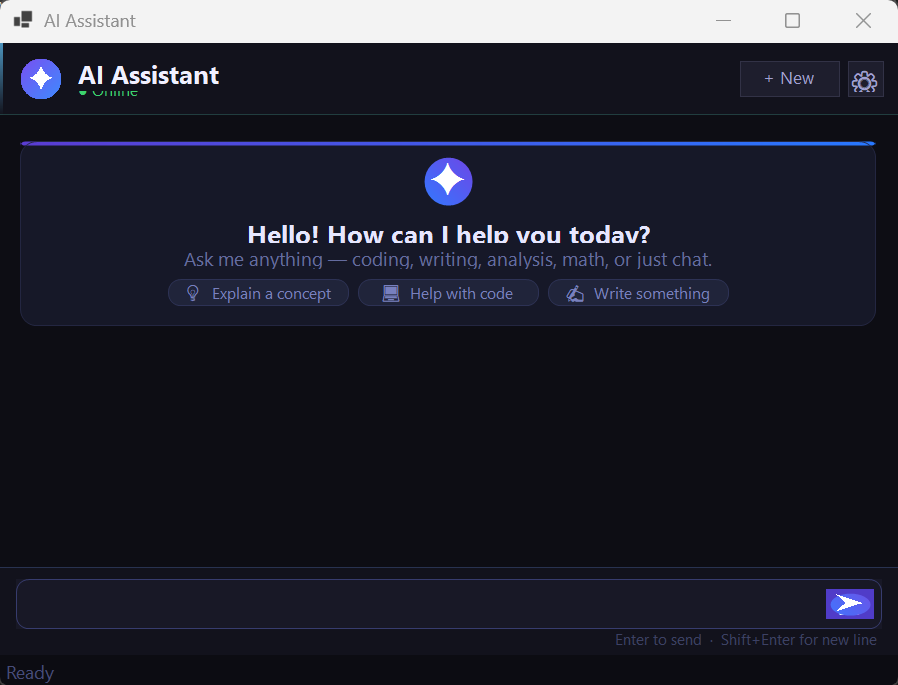 AI Assistant
AI Assistant
● Online
+ New
Hello! How can I help you today?
Ask me anything — coding, writing, analysis, math, or just chat.
Explain a concept
Help with code
Write something
Enter to send · Shift+Enter for new line
Ready